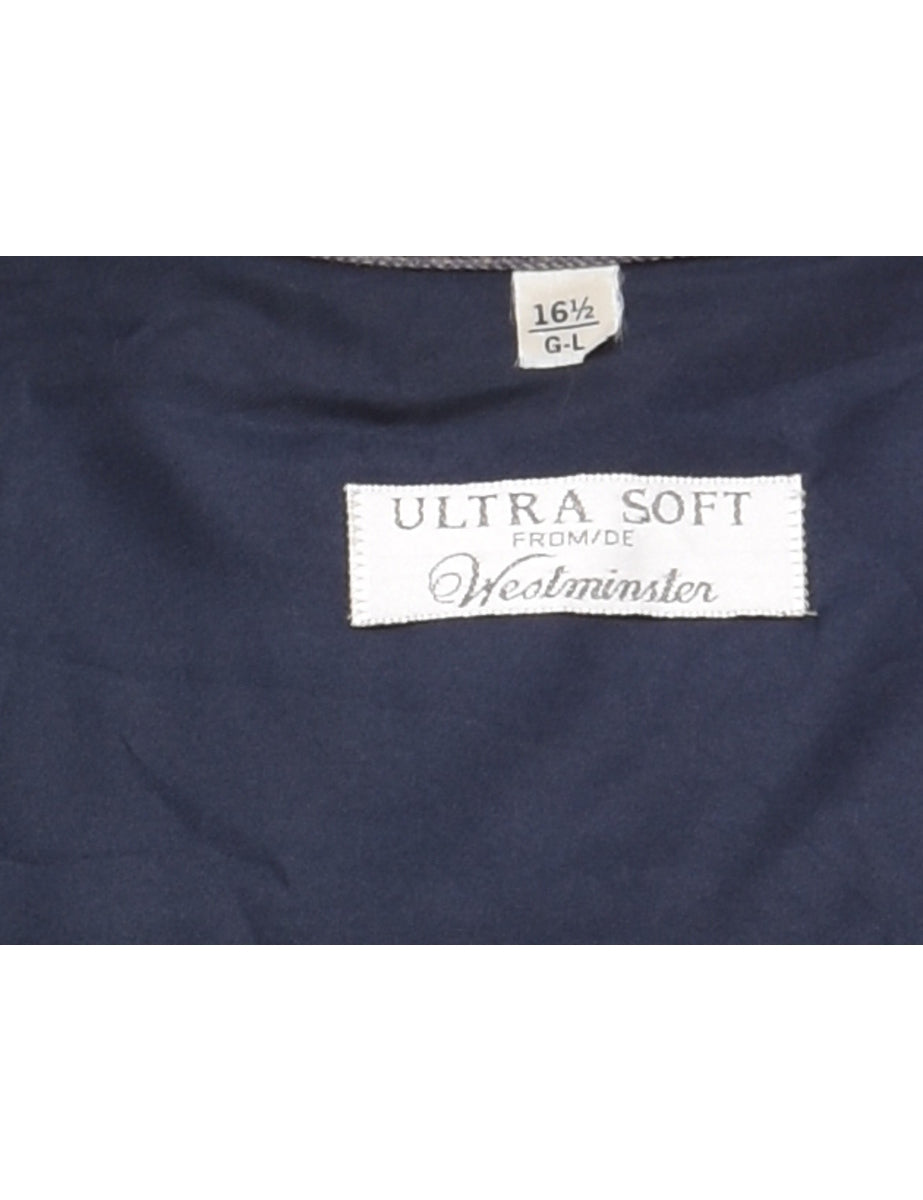 16½
G-L
ULTRA SOFT
FROM/DE
Westminster